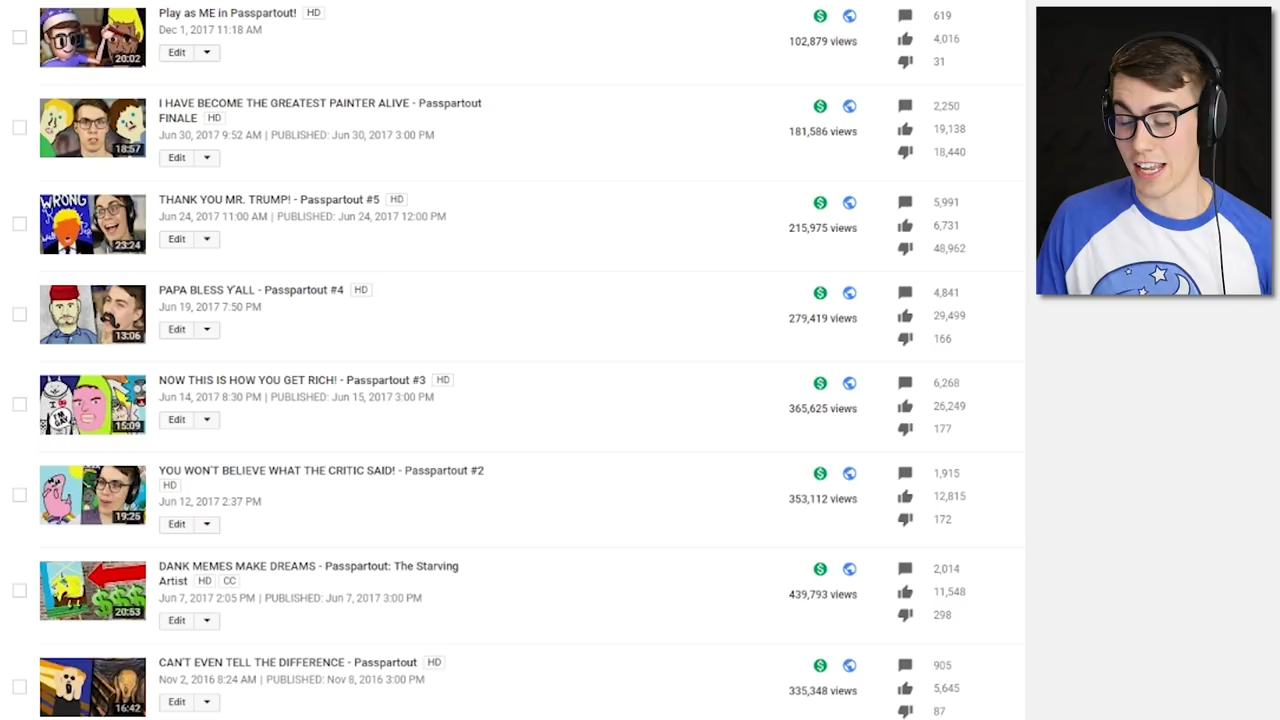 Play as ME in Passpartout! HD
Dec 1, 2017 11:18 AM
Edit
20:02
102,879 views
619
4,016
31
I HAVE BECOME THE GREATEST PAINTER ALIVE - Passpartout
FINALE HD
Jun 30, 2017 9:52 AM | PUBLISHED: Jun 30, 2017 3:00 PM
Edit
18:57
181,586 views
2,250
19,138
18,440
THANK YOU MR. TRUMP! - Passpartout #5 HD
Jun 24, 2017 11:00 AM | PUBLISHED: Jun 24, 2017 12:00 PM
Edit
WRONG
23:24
215,975 views
5,991
6,731
48,962
PAPA BLESS Y'ALL - Passpartout #4 HD
Jun 19, 2017 7:50 PM
Edit
13:06
279,419 views
4,841
29,499
166
NOW THIS IS HOW YOU GET RICH! - Passpartout #3 HD
Jun 14, 2017 8:30 PM | PUBLISHED: Jun 15, 2017 3:00 PM
Edit
15:09
365,625 views
6,268
26,249
177
YOU WON'T BELIEVE WHAT THE CRITIC SAID! - Passpartout #2
HD
Jun 12, 2017 2:37 PM
Edit
19:25
353,112 views
1,915
12,815
172
DANK MEMES MAKE DREAMS - Passpartout: The Starving
Artist HD CC
Jun 7, 2017 2:05 PM | PUBLISHED: Jun 7, 2017 3:00 PM
Edit
$$$
20:53
439,793 views
2,014
11,548
298
CAN'T EVEN TELL THE DIFFERENCE - Passpartout HD
Nov 2, 2016 8:24 AM | PUBLISHED: Nov 8, 2016 3:00 PM
Edit
16:42
335,348 views
905
5,645
87